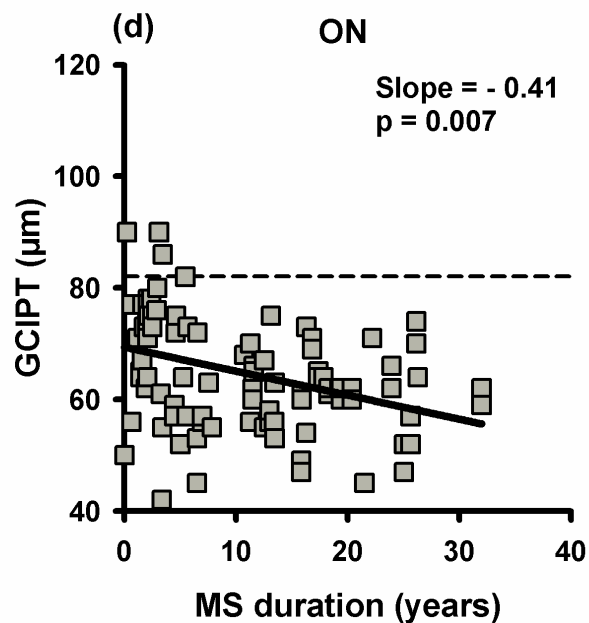 (d)
ON
Slope = - 0.41
p = 0.007
120
100
80
60
40
GCIPT (µm)
0 10 20 30 40
MS duration (years)